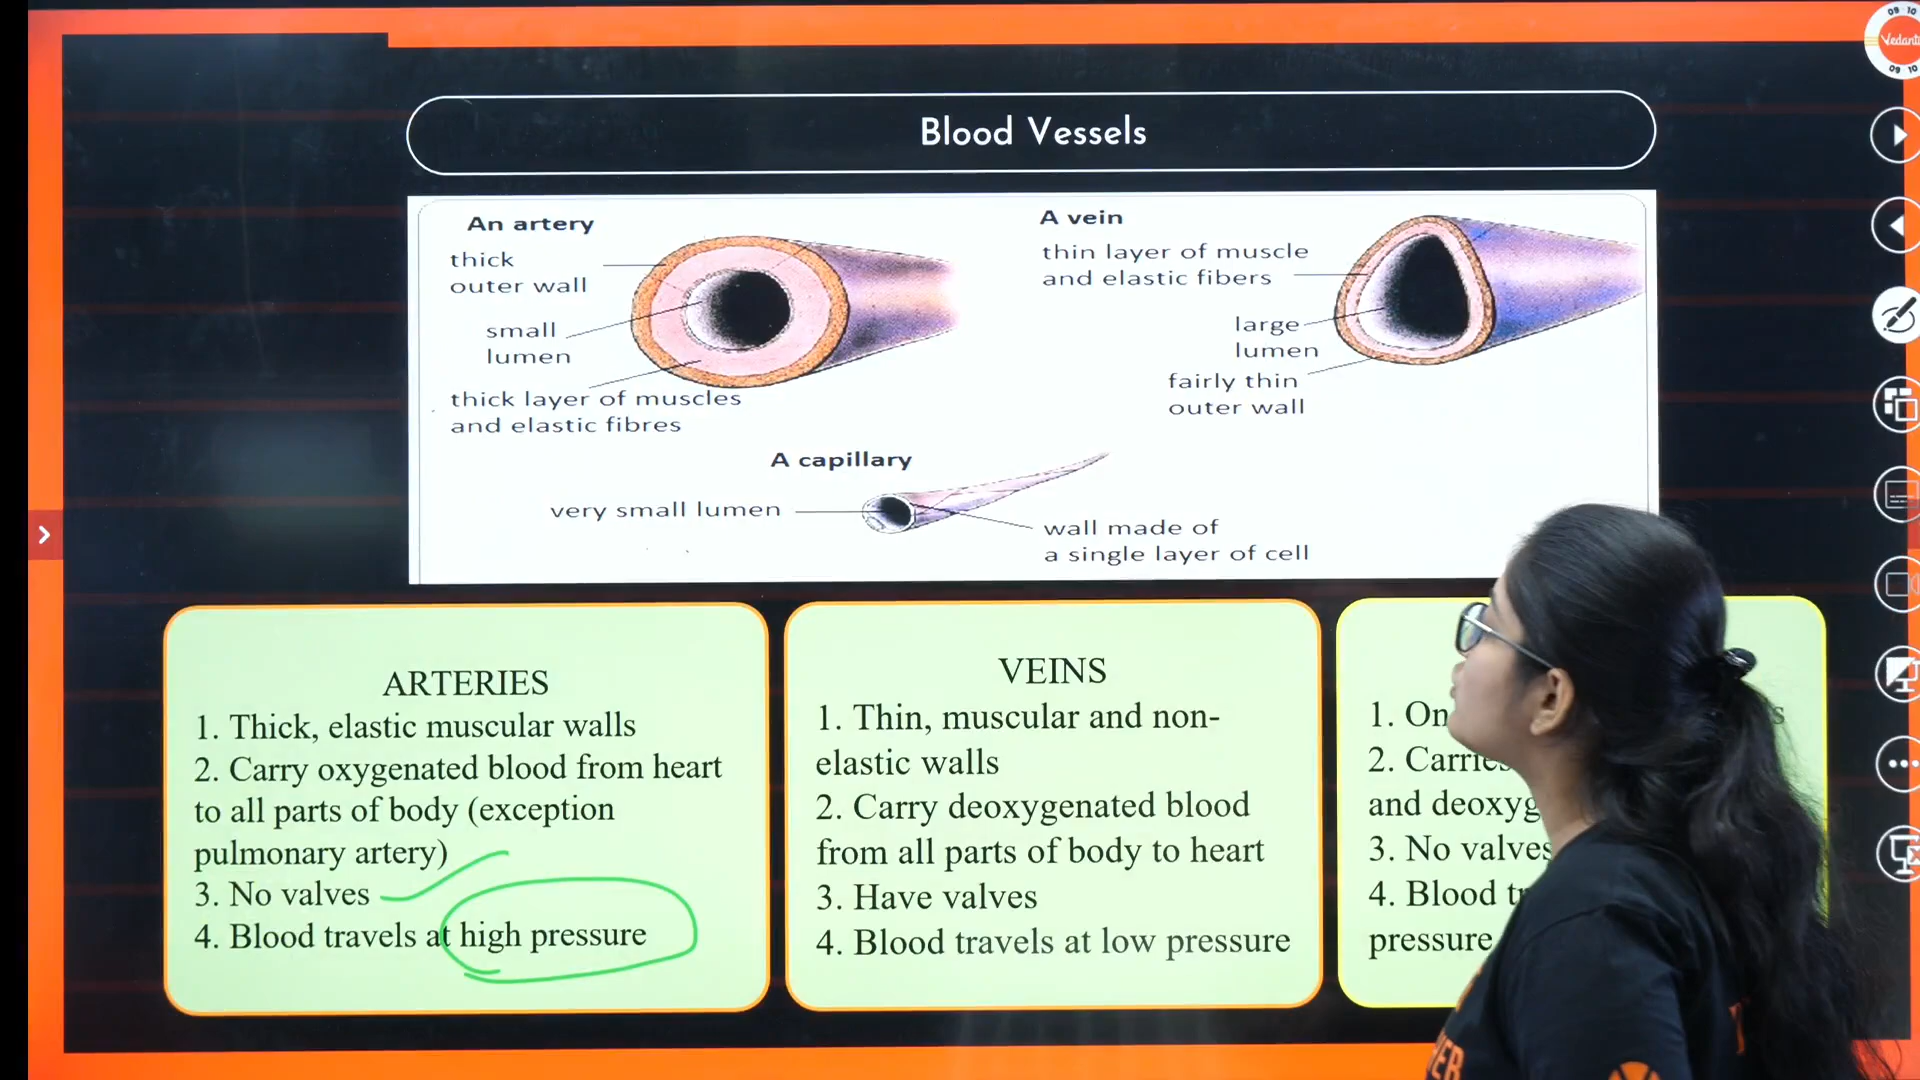 Blood Vessels
An artery
thick
outer wall
small
lumen
thick layer of muscles
and elastic fibres
A vein
thin layer of muscle
and elastic fibers
large
lumen
fairly thin
outer wall
A capillary
very small lumen
wall made of
a single layer of cell
ARTERIES
1. Thick, elastic muscular walls
2. Carry oxygenated blood from heart
to all parts of body (exception
pulmonary artery)
3. No valves
4. Blood travels at high pressure
VEINS
1. Thin, muscular and non-
elastic walls
2. Carry deoxygenated blood
from all parts of body to heart
3. Have valves
4. Blood travels at low pressure
1.
2. Carries
and
3. No valves
4. Blood
pressure
09 10
09 10